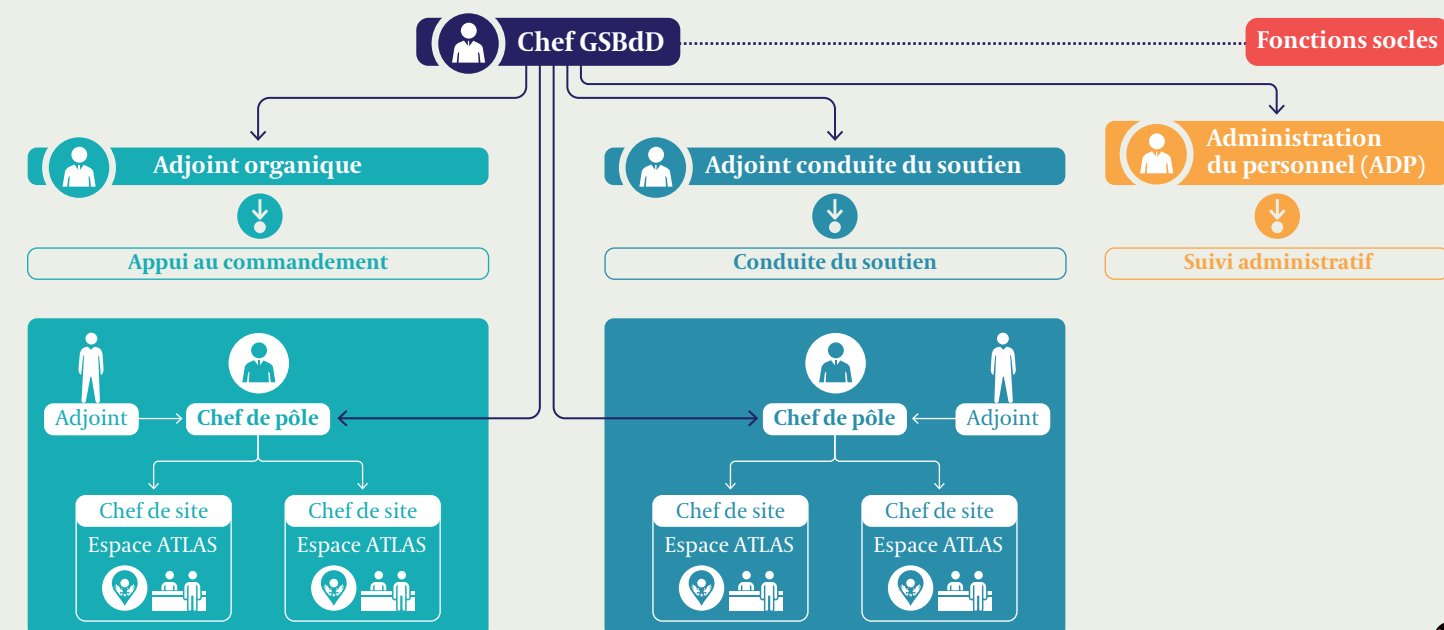 Chef GSBdD
Fonctions socles
Adjoint organique
Adjoint conduite du soutien
Administration
du personnel (ADP)
Appui au commandement
Conduite du soutien
Suivi administratif
Adjoint
Chef de pôle
Chef de site
Espace ATLAS
Chef de site
Espace ATLAS
Chef de pôle
Adjoint
Chef de site
Espace ATLAS
Chef de site
Espace ATLAS